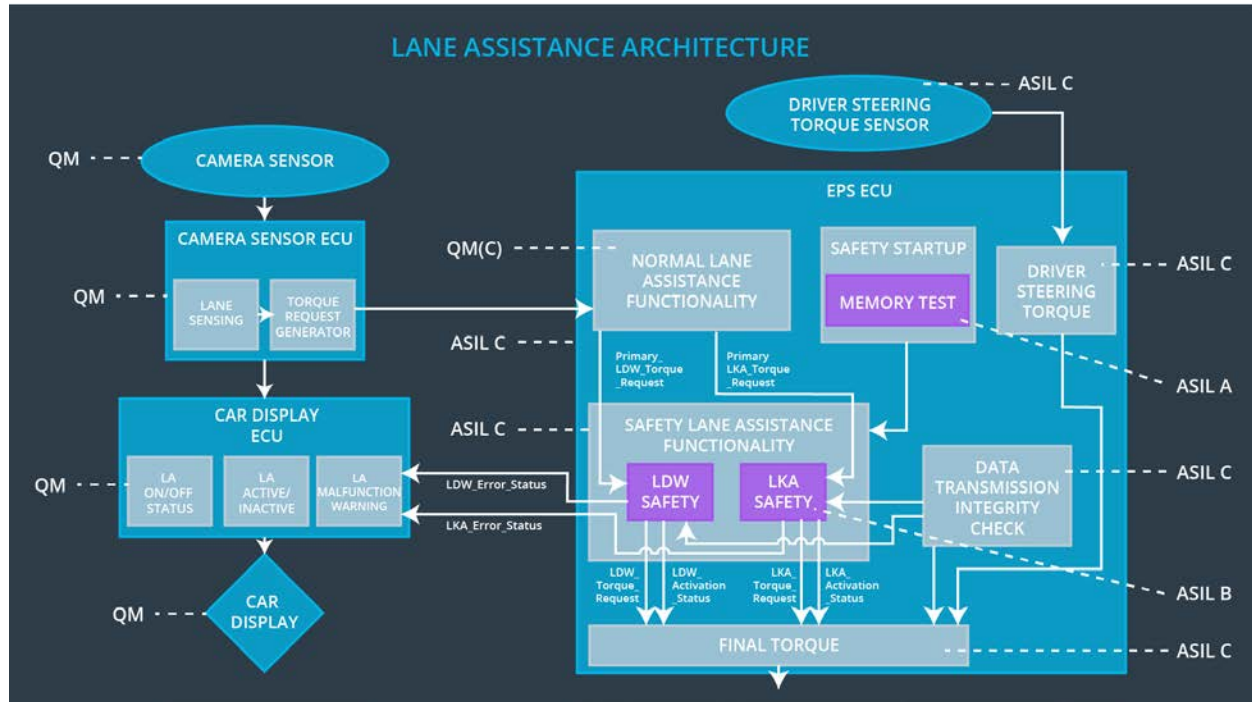 LANE ASSISTANCE ARCHITECTURE
ASIL C
DRIVER STEERING
TORQUE SENSOR
QM
CAMERA SENSOR
EPS ECU
CAMERA SENSOR ECU
QM(C)
NORMAL LANE
ASSISTANCE
FUNCTIONALITY
SAFETY STARTUP
MEMORY TEST
DRIVER
STEERING
TORQUE
ASIL C
QM
LANE
SENSING
TORQUE
REQUEST
GENERATOR
ASIL C
Primary_
LDW_Torque
_Request
Primary
LKA_Torque
_Request
ASIL A
CAR DISPLAY
ECU
ASIL C
SAFETY LANE ASSISTANCE
FUNCTIONALITY
QM
LA
ON/OFF
STATUS
LA
ACTIVE/
INACTIVE
LA
MALFUNCTION
WARNING
LDW_Error_Status
LKA_Error_Status
LDW
SAFETY
LKA
SAFETY
DATA
TRANSMISSION
INTEGRITY
CHECK
ASIL C
LDW_
Torque_
Request
LDW_
Activation
_Status
LKA_
Torque_
Request
LKA_
Activation
_Status
ASIL B
QM
CAR
DISPLAY
FINAL TORQUE
ASIL C